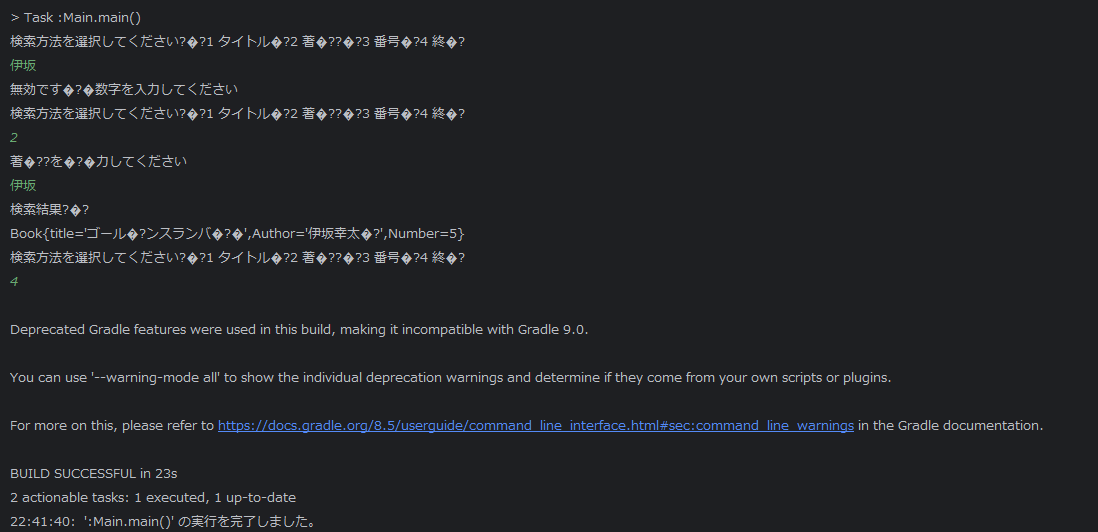 > Task :Main.main()
検索方法を選択してください?�?1 タイトル�?2 著�??�?3 番号�?4 終�?
伊坂
無効です�?�数字を入力してください
検索方法を選択してください?�?1 タイトル�?2 著�??�?3 番号�?4 終�?
2
著�??を�?�力してください
伊坂
検索結果?�?
Book{title='ゴール�?ンスランバ�?�',Author='伊坂幸太�?',Number=5}
検索方法を選択してください?�?1 タイトル�?2 著�??�?3 番号�?4 終�?
4
Deprecated Gradle features were used in this build, making it incompatible with Gradle 9.0.
You can use '--warning-mode all' to show the individual deprecation warnings and determine if they come from your own scripts or plugins.
For more on this, please refer to https://docs.gradle.org/8.5/userguide/command_line_interface.html#sec:command_line_warnings in the Gradle documentation.
BUILD SUCCESSFUL in 23s
2 actionable tasks: 1 executed, 1 up-to-date
22:41:40: ':Main.main()' の実行を完了しました。